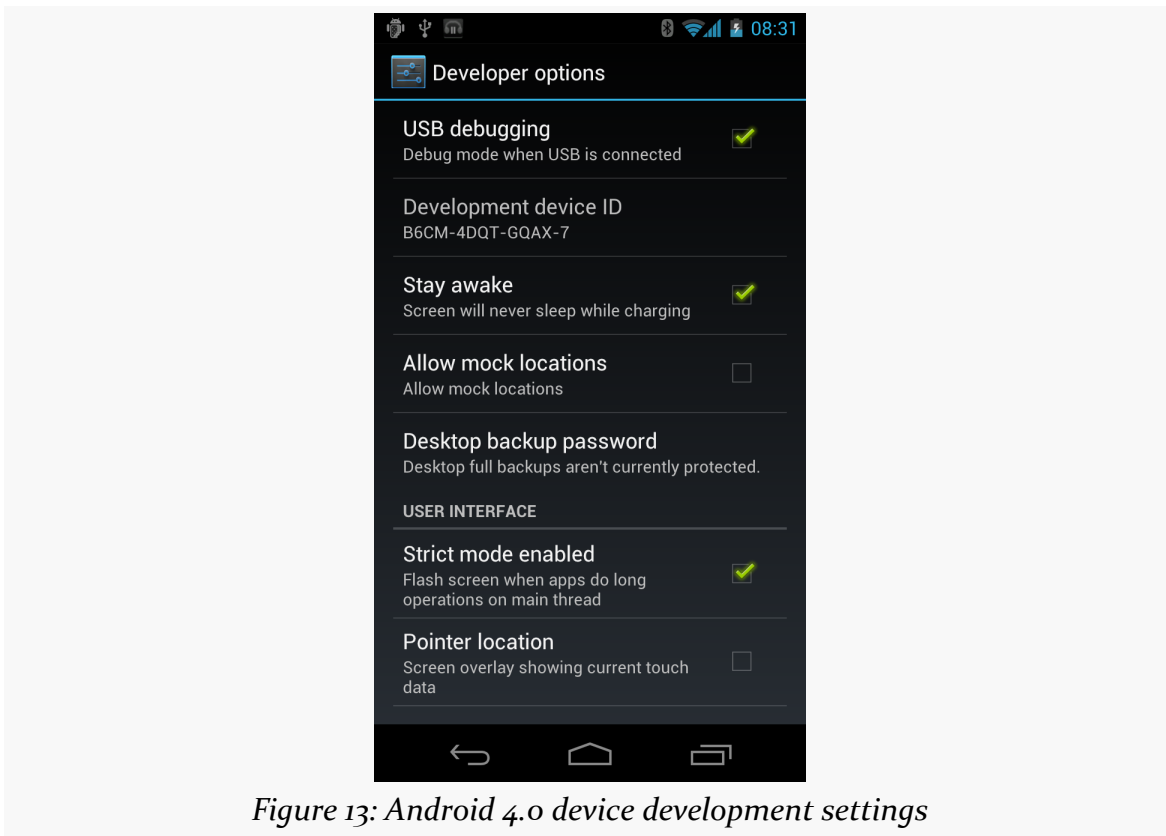 08:31
Developer options
USB debugging
Debug mode when USB is connected
Development device ID
B6CM-4DQT-GQAX-7
Stay awake
Screen will never sleep while charging
Allow mock locations
Allow mock locations
Desktop backup password
Desktop full backups aren't currently protected.
USER INTERFACE
Strict mode enabled
Flash screen when apps do long
operations on main thread
Pointer location
Screen overlay showing current touch
data
Figure 13: Android 4.0 device development settings